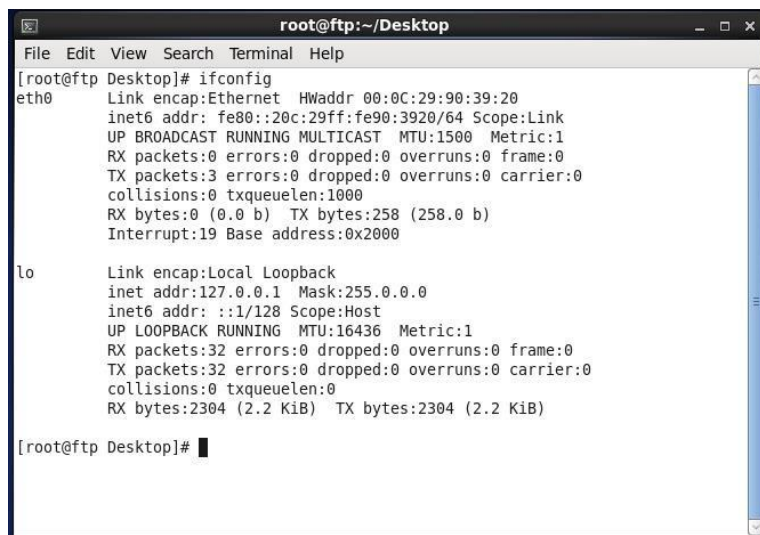 root@ftp:~/Desktop
File Edit View Search Terminal Help
[root@ftp Desktop]# ifconfig
eth0      Link encap:Ethernet  HWaddr 00:0C:29:90:39:20
          inet6 addr: fe80::20c:29ff:fe90:3920/64 Scope:Link
          UP BROADCAST RUNNING MULTICAST  MTU:1500  Metric:1
          RX packets:0 errors:0 dropped:0 overruns:0 frame:0
          TX packets:3 errors:0 dropped:0 overruns:0 carrier:0
          collisions:0 txqueuelen:1000
          RX bytes:0 (0.0 b)  TX bytes:258 (258.0 b)
          Interrupt:19 Base address:0x2000
lo        Link encap:Local Loopback
          inet addr:127.0.0.1  Mask:255.0.0.0
          inet6 addr: ::1/128 Scope:Host
          UP LOOPBACK RUNNING  MTU:16436  Metric:1
          RX packets:32 errors:0 dropped:0 overruns:0 frame:0
          TX packets:32 errors:0 dropped:0 overruns:0 carrier:0
          collisions:0 txqueuelen:0
          RX bytes:2304 (2.2 KiB)  TX bytes:2304 (2.2 KiB)
[root@ftp Desktop]#